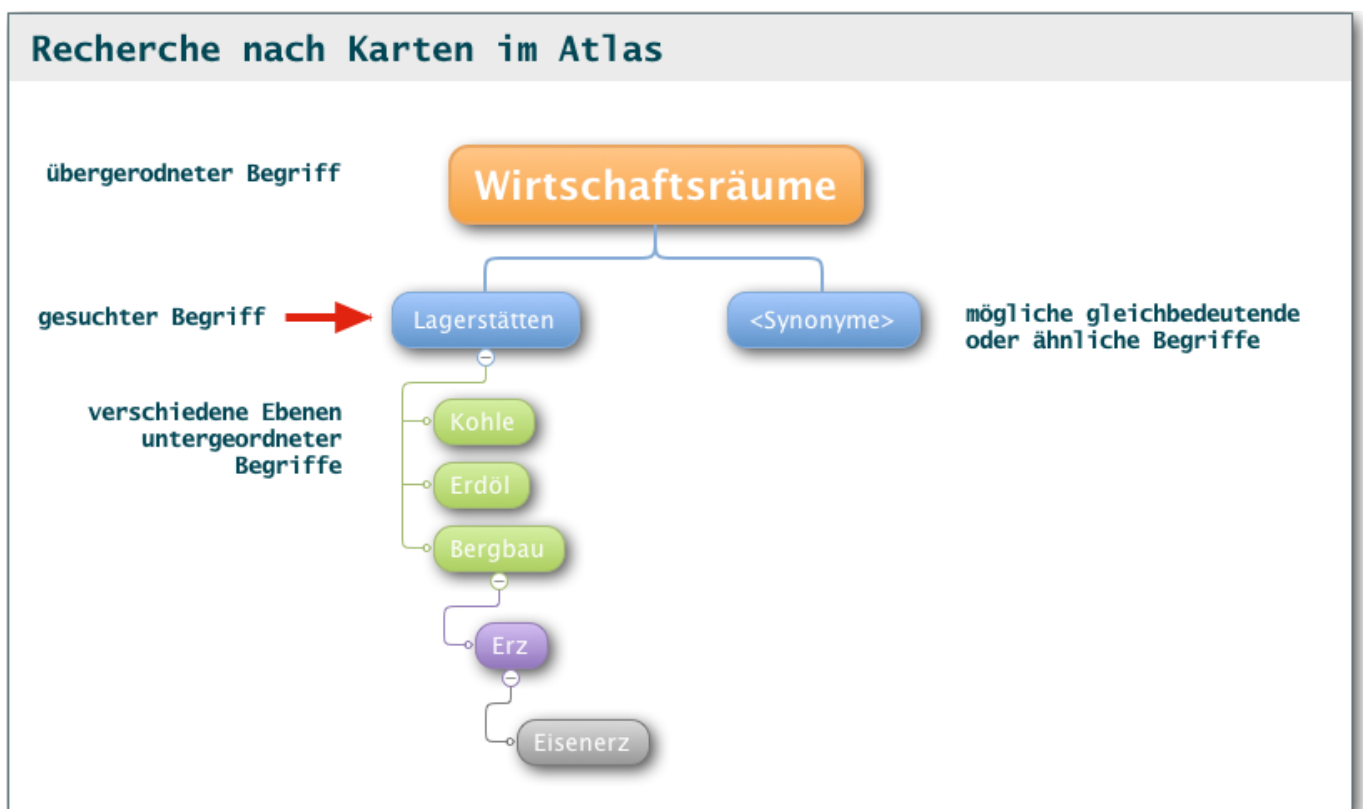 Recherche nach Karten im Atlas
übergerodneter Begriff
Wirtschaftsräume
gesuchter Begriff
Lagerstätten
<Synonyme>
mögliche gleichbedeutende
oder ähnliche Begriffe
verschiedene Ebenen
untergeordneter
Begriffe
Kohle
Erdöl
Bergbau
Erz
Eisenerz